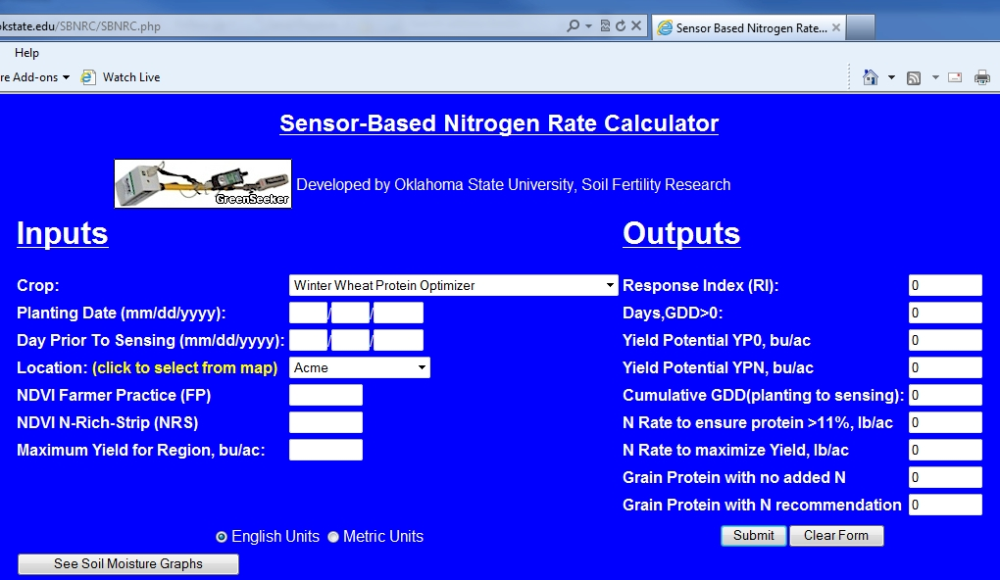 okstate.edu/SBNRC/SBNRC.php
Sensor Based Nitrogen Rate...
Help
re Add-ons
Watch Live
Sensor-Based Nitrogen Rate Calculator
GreenSeeker
Developed by Oklahoma State University, Soil Fertility Research
Inputs
Outputs
Crop: Winter Wheat Protein Optimizer
Response Index (RI): 0
Planting Date (mm/dd/yyyy): / /
Days,GDD>0: 0
Day Prior To Sensing (mm/dd/yyyy): / /
Yield Potential YP0, bu/ac 0
Location: (click to select from map) Acme
Yield Potential YPN, bu/ac 0
NDVI Farmer Practice (FP)
Cumulative GDD(planting to sensing): 0
NDVI N-Rich-Strip (NRS)
N Rate to ensure protein >11%, lb/ac 0
Maximum Yield for Region, bu/ac:
N Rate to maximize Yield, lb/ac 0
Grain Protein with no added N 0
Grain Protein with N recommendation 0
English Units Metric Units
Submit Clear Form
See Soil Moisture Graphs